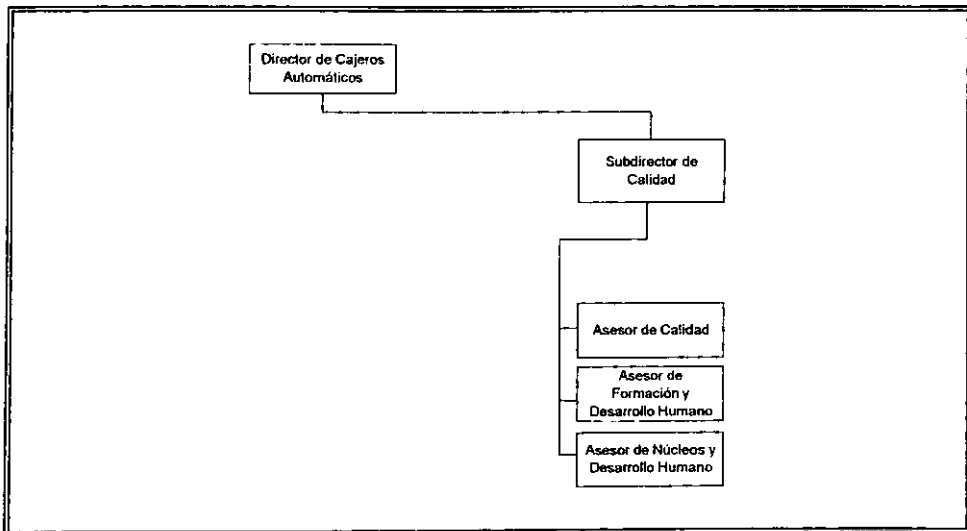 Director de Cajeros
Automáticos
Subdirector de
Calidad
Asesor de Calidad
Asesor de
Formación y
Desarrollo Humano
Asesor de Núcleos y
Desarrollo Humano